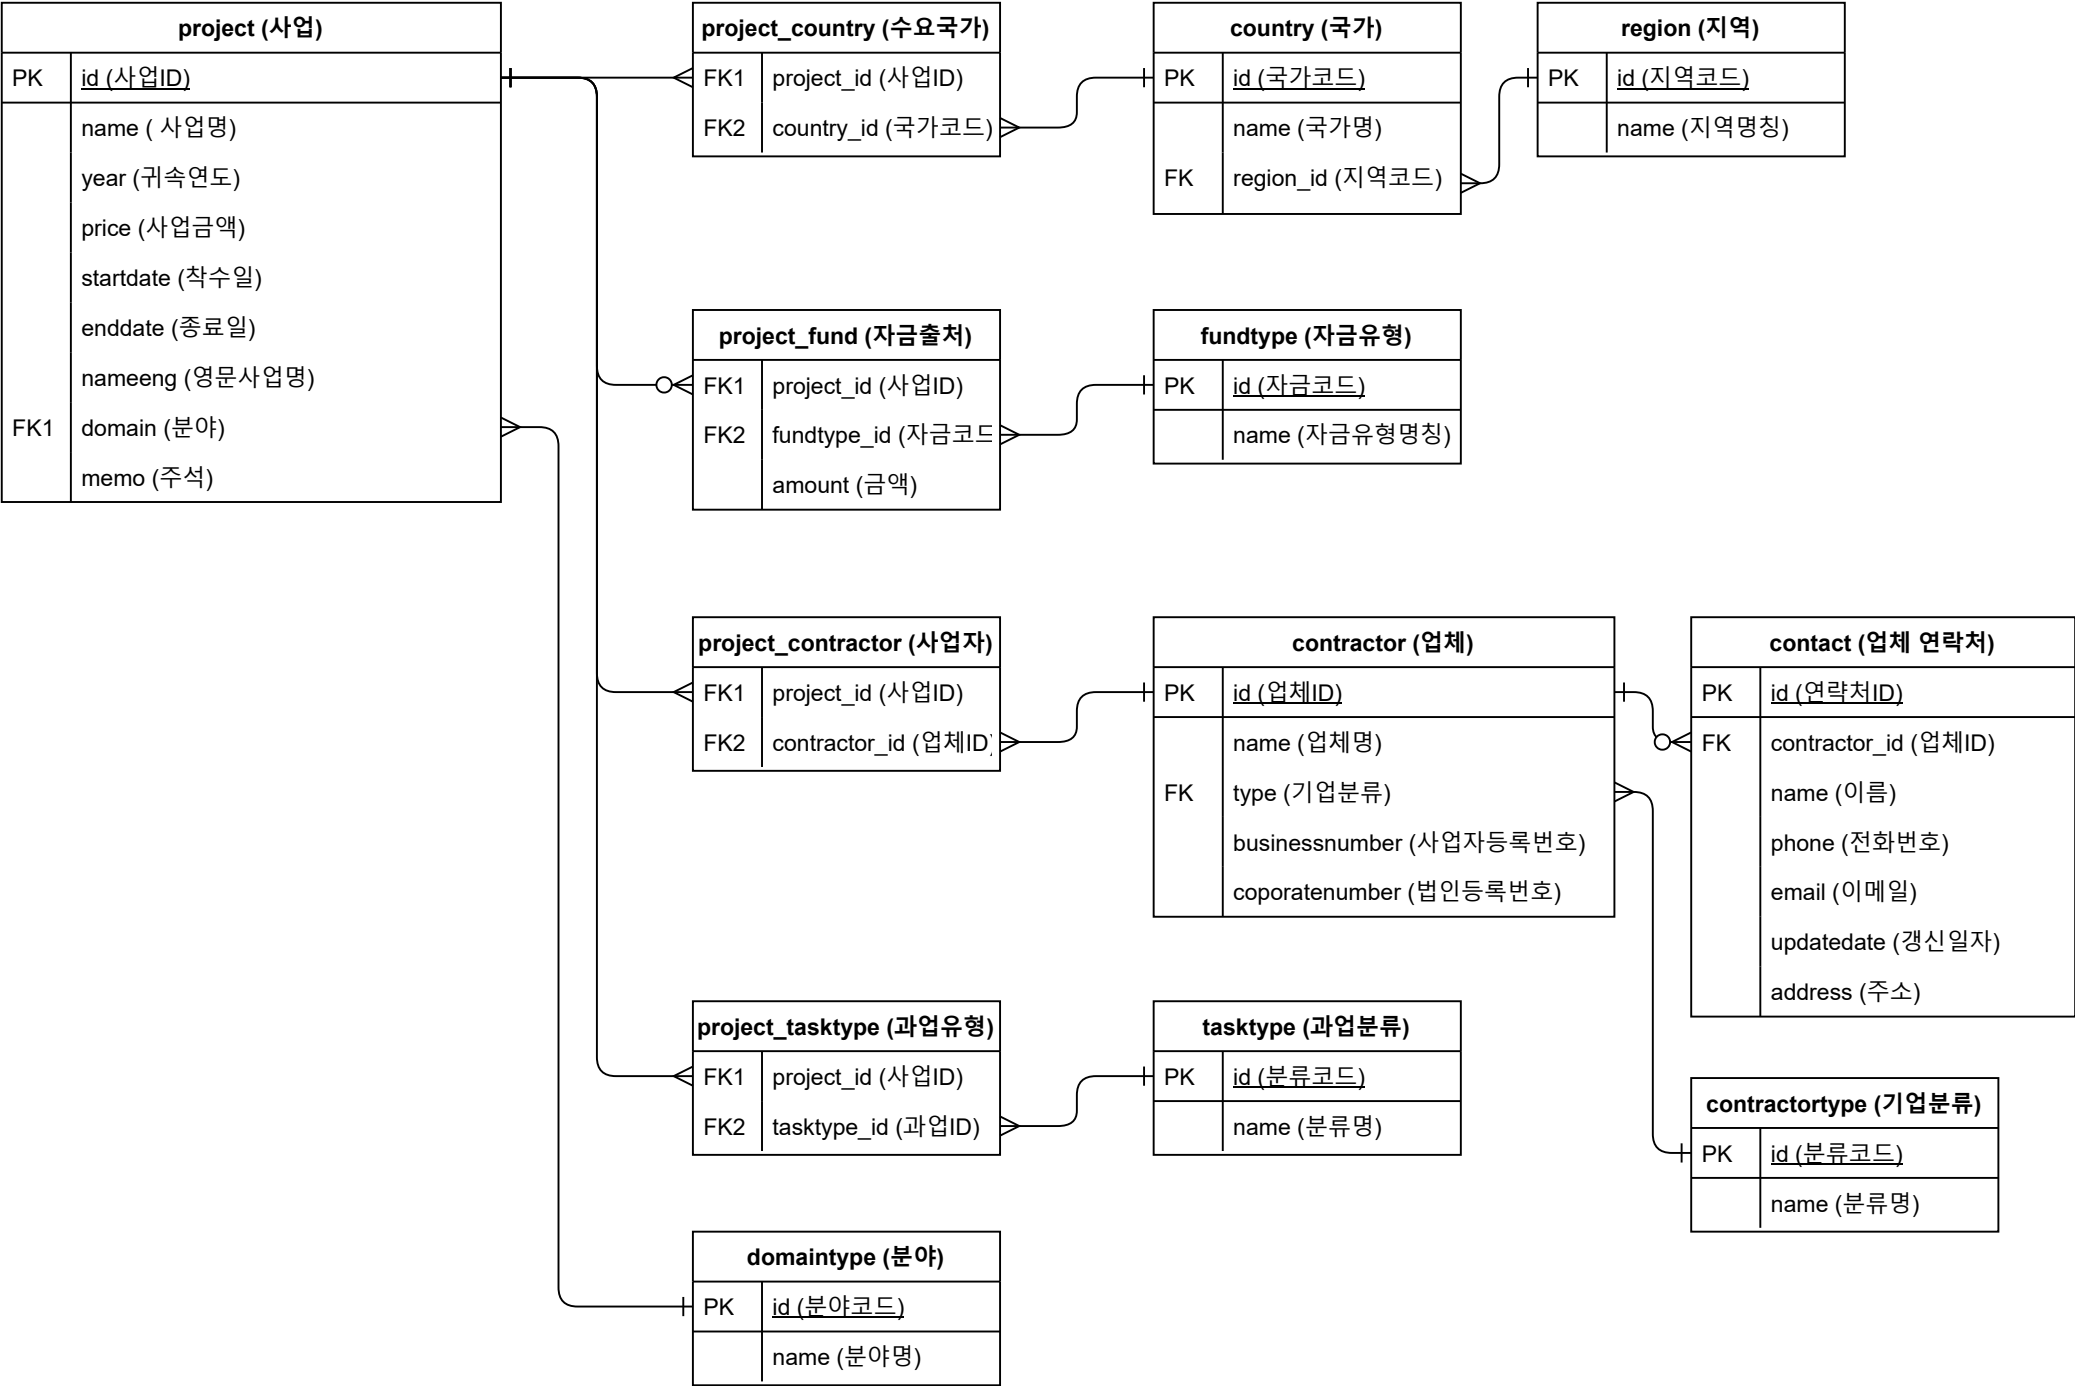 project (사업)
PK id (사업ID)
name ( 사업명)
year (귀속연도)
price (사업금액)
startdate (착수일)
enddate (종료일)
nameeng (영문사업명)
FK1 domain (분야)
memo (주석)
project_country (수요국가)
FK1 project_id (사업ID)
FK2 country_id (국가코드)
country (국가)
PK id (국가코드)
name (국가명)
FK region_id (지역코드)
region (지역)
PK id (지역코드)
name (지역명칭)
project_fund (자금출처)
FK1 project_id (사업ID)
FK2 fundtype_id (자금코드
amount (금액)
fundtype (자금유형)
PK id (자금코드)
name (자금유형명칭)
project_contractor (사업자)
FK1 project_id (사업ID)
FK2 contractor_id (업체ID)
contractor (업체)
PK id (업체ID)
name (업체명)
FK type (기업분류)
businessnumber (사업자등록번호)
coporatenumber (법인등록번호)
contact (업체 연락처)
PK id (연략처ID)
FK contractor_id (업체ID)
name (이름)
phone (전화번호)
email (이메일)
updatedate (갱신일자)
address (주소)
project_tasktype (과업유형)
FK1 project_id (사업ID)
FK2 tasktype_id (과업ID)
tasktype (과업분류)
PK id (분류코드)
name (분류명)
contractortype (기업분류)
PK id (분류코드)
name (분류명)
domaintype (분야)
PK id (분야코드)
name (분야명)